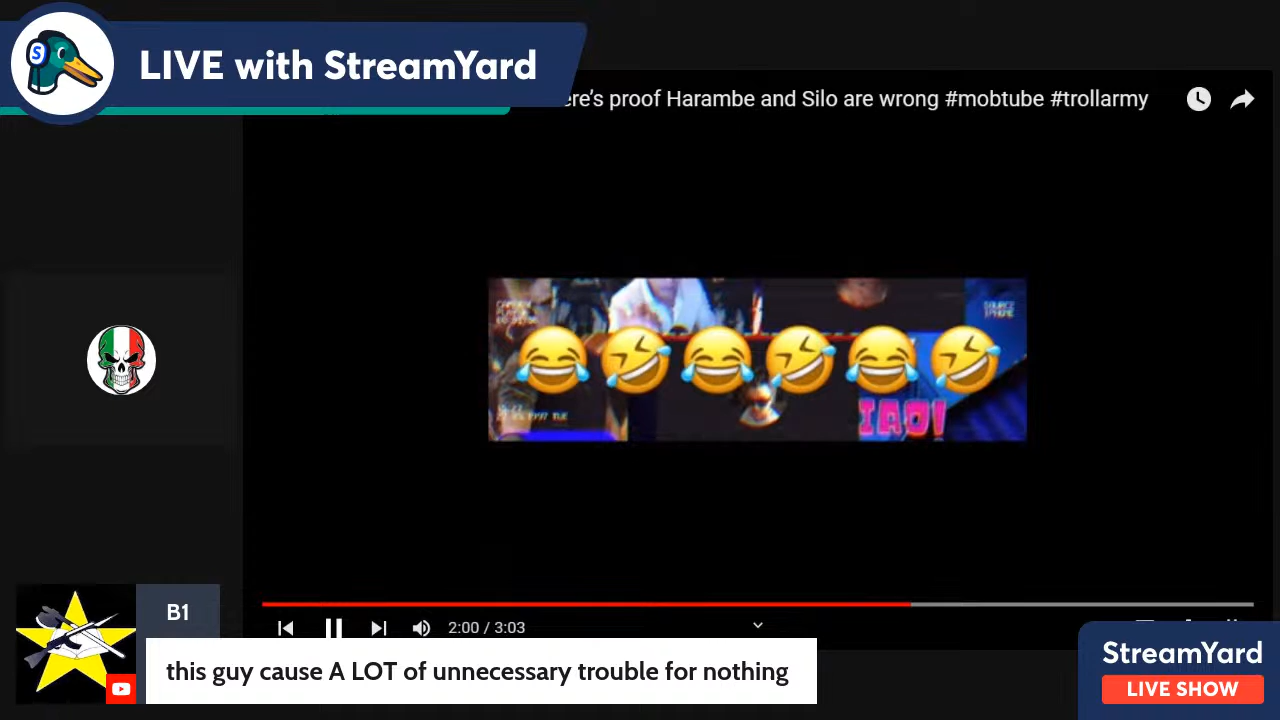 S
LIVE with StreamYard
ere's proof Harambe and Silo are wrong #mobtube #trollarmy
IAO!
B1
2:00 / 3:03
this guy cause A LOT of unnecessary trouble for nothing
StreamYard
LIVE SHOW